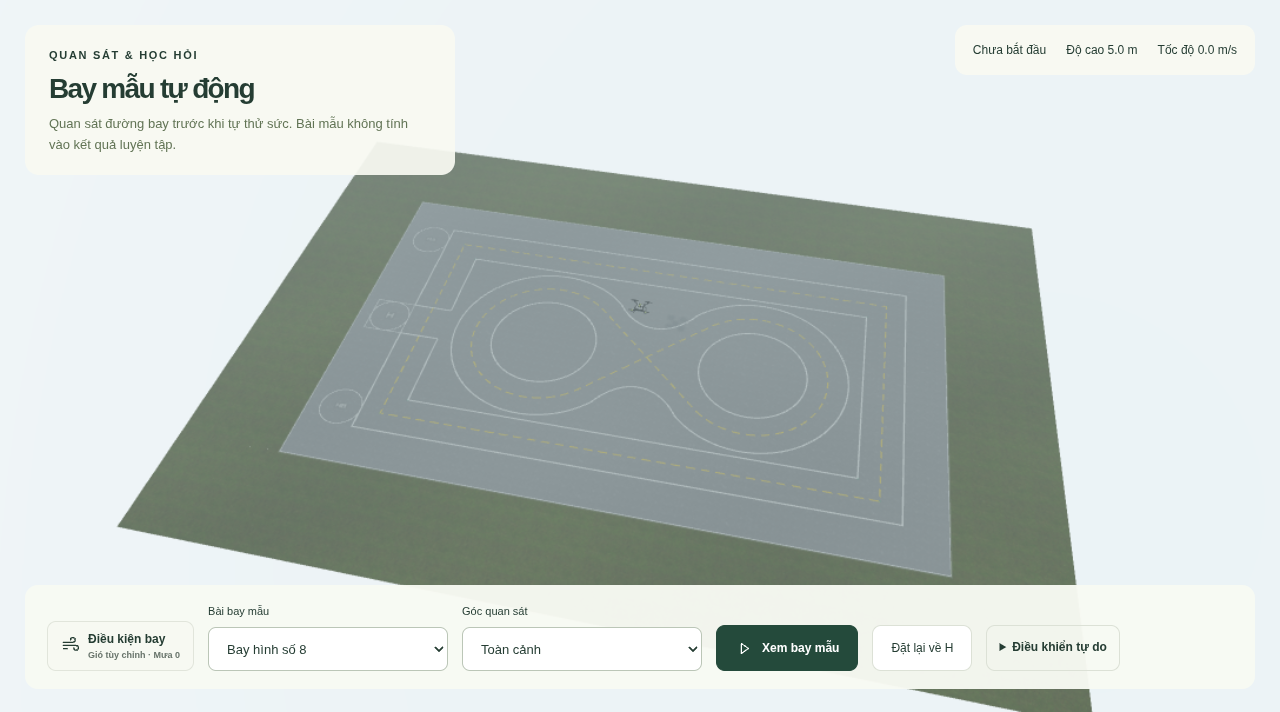 QUAN SÁT & HỌC HỎI
Bay mẫu tự động
Quan sát đường bay trước khi tự thử sức. Bài mẫu không tính
vào kết quả luyện tập.
Chưa bắt đầu Độ cao 5.0 m Tốc độ 0.0 m/s
Bài bay mẫu
Góc quan sát
Điều kiện bay
Gió tùy chỉnh · Mưa 0
Bay hình số 8
Toàn cảnh
Xem bay mẫu
Đặt lại về H
Điều khiển tự do